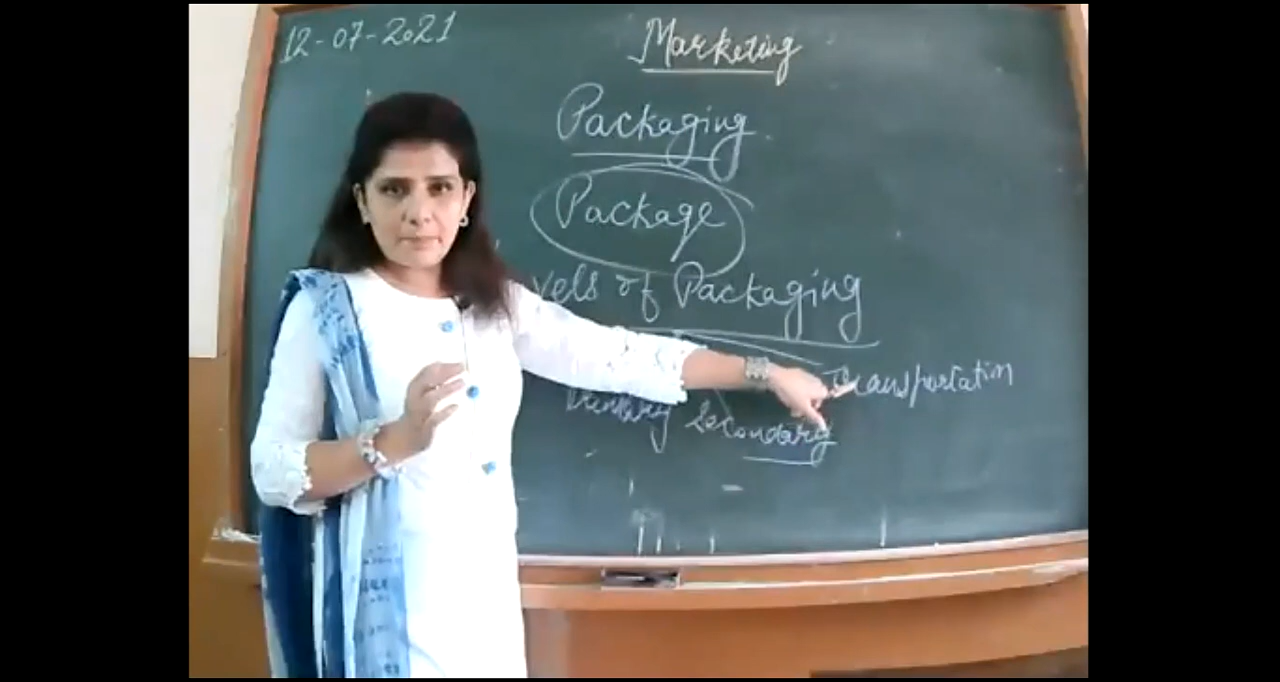 12-07-2021
Marketing
Packaging
Package
vels of Packaging
Transportation
Secondary